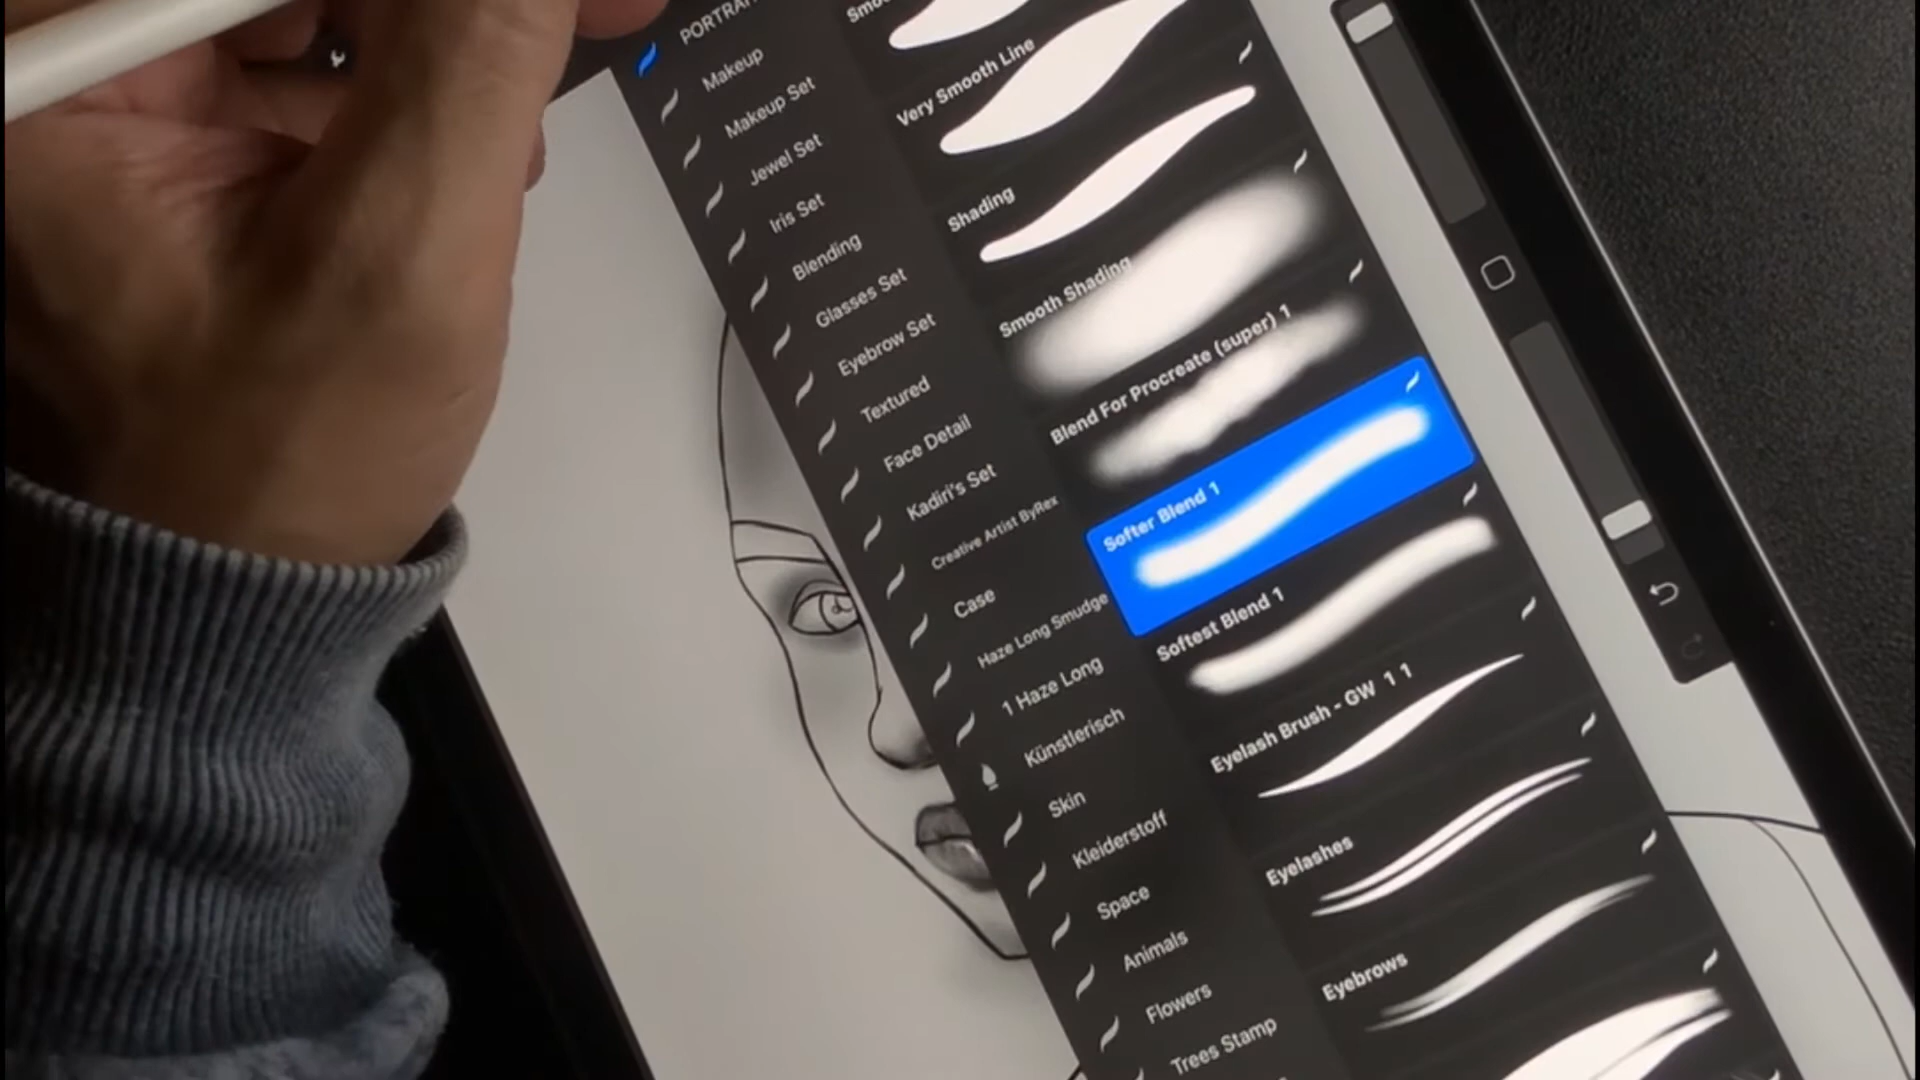 PORTRAI
Makeup
Makeup Set
Jewel Set
Iris Set
Blending
Glasses Set
Eyebrow Set
Textured
Face Detail
Kadiri's Set
Creative Artist ByRex
Case
Haze Long Smudge
1 Haze Long
Künstlerisch
Skin
Kleiderstoff
Space
Animals
Flowers
Trees Stamp
Smoo
Very Smooth Line
Shading
Smooth Shading
Blend For Procreate (super) 1
Softer Blend 1
Softest Blend 1
Eyelash Brush - GW 1 1
Eyelashes
Eyebrows